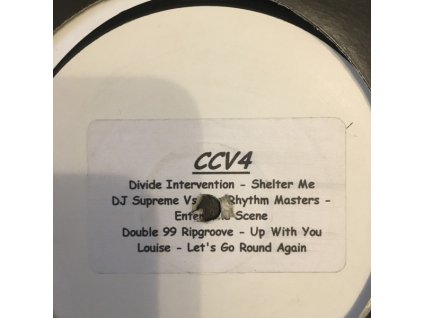 CCV4
Divide Intervention - Shelter Me
DJ Supreme Vs Rhythm Masters -
Enter Scene
Double 99 Ripgroove - Up With You
Louise - Let's Go Round Again